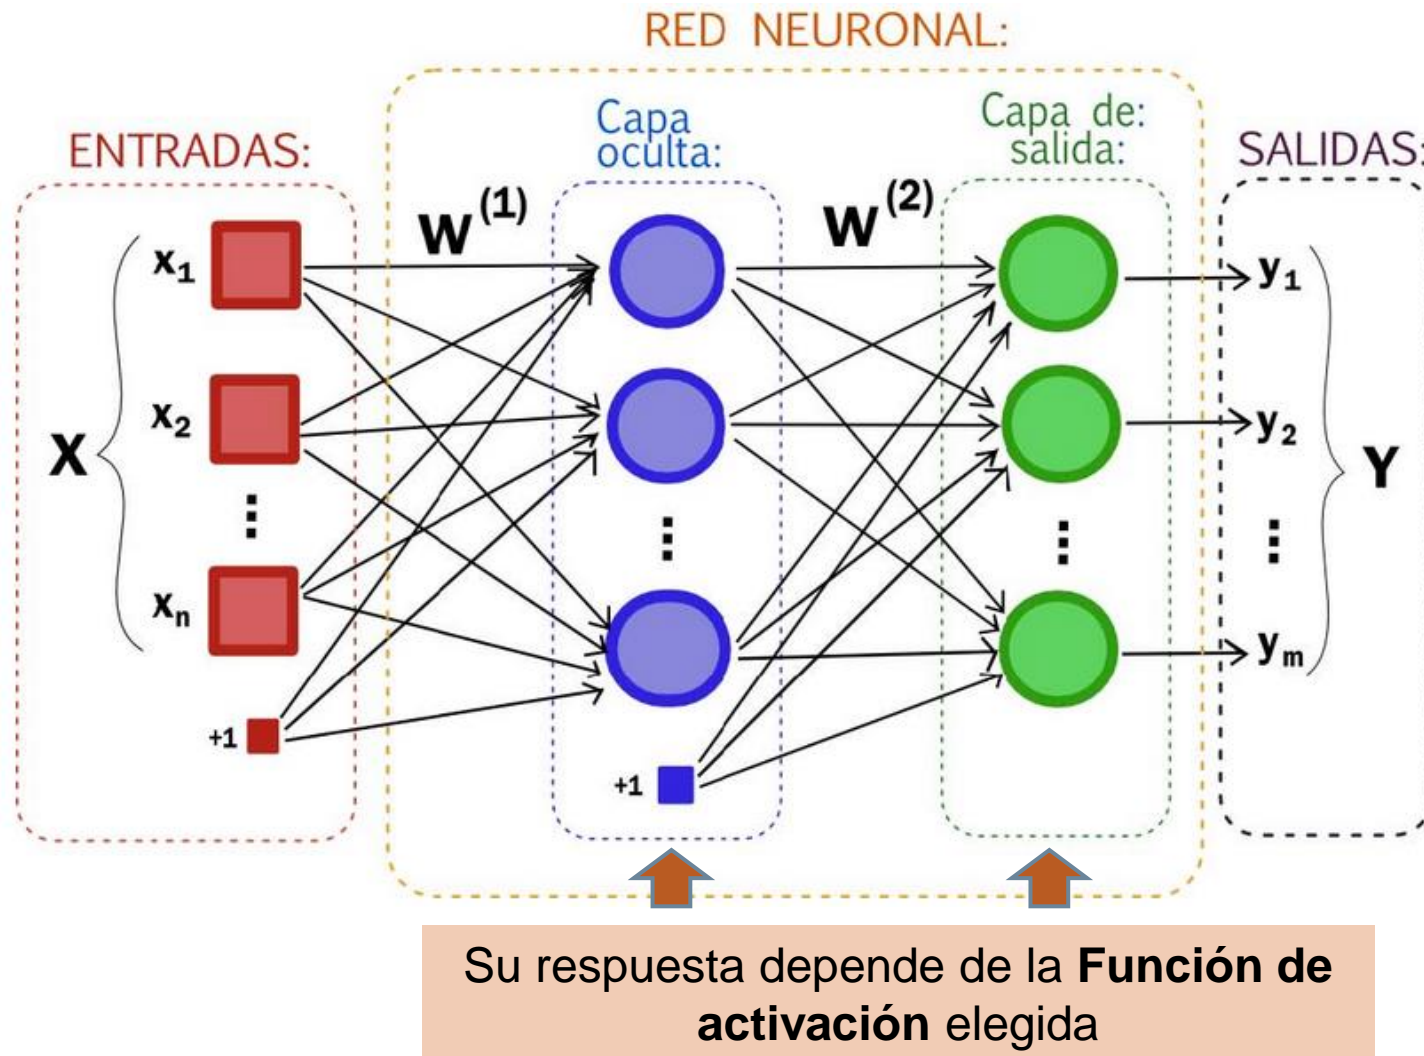 RED NEURONAL:
ENTRADAS:
Capa
oculta:
Capa de:
salida:
SALIDAS:
W(1)
W(2)
x1
x2
xn
X
+1
+1
y1
y2
ym
Y
Su respuesta depende de la Función de
activación elegida